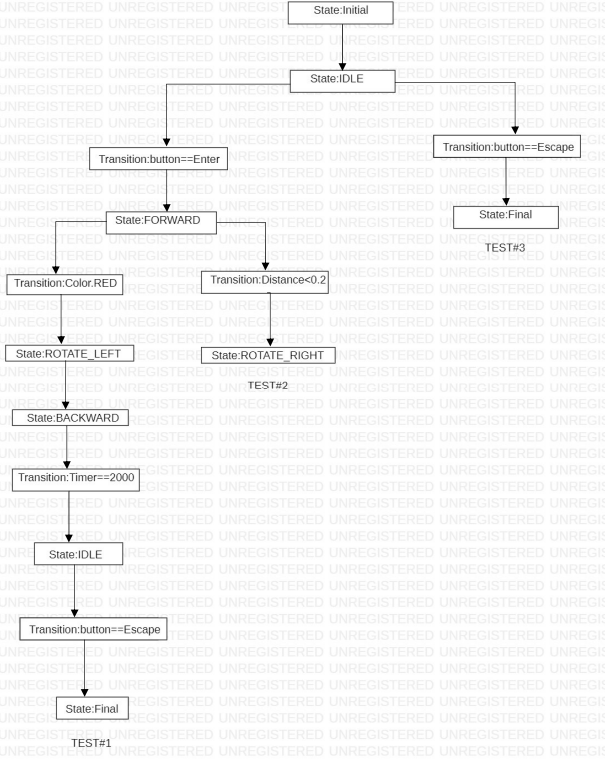 State:Initial
State:IDLE
Transition:button==Enter
Transition:button==Escape
State:FORWARD
State:Final
TEST#3
Transition:Color.RED
Transition:Distance<0.2
State:ROTATE_LEFT
State:ROTATE_RIGHT
TEST#2
State:BACKWARD
Transition:Timer==2000
State:IDLE
Transition:button==Escape
State:Final
TEST#1
UNREGISTERED